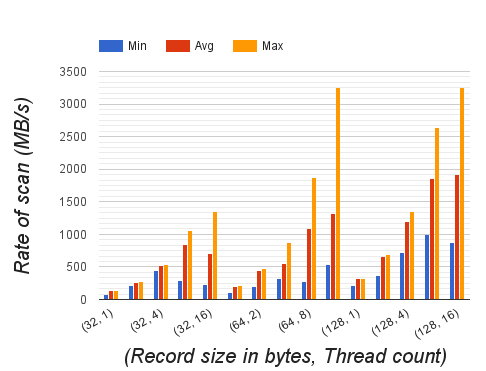 Min Avg Max
3500
3000
2500
2000
1500
1000
500
0
Rate of scan (MB/s)
(32, 1) (32, 4) (32, 16) (64, 2) (64, 8) (128, 1) (128, 4) (128, 16)
(Record size in bytes, Thread count)